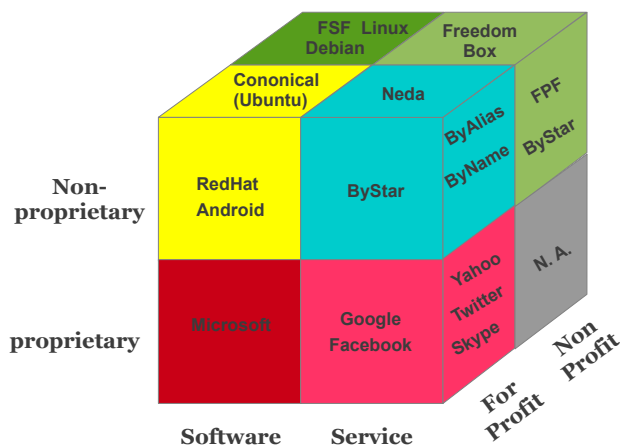 FSF Linux
Debian
Freedom
Box
Cononical
(Ubuntu)
Neda
FPF
ByStar
ByAlias
ByName
Non-
proprietary
RedHat
Android
ByStar
Yahoo
Twitter
Skype
N. A.
proprietary
Microsoft
Google
Facebook
For
Profit
Non
Profit
Software
Service